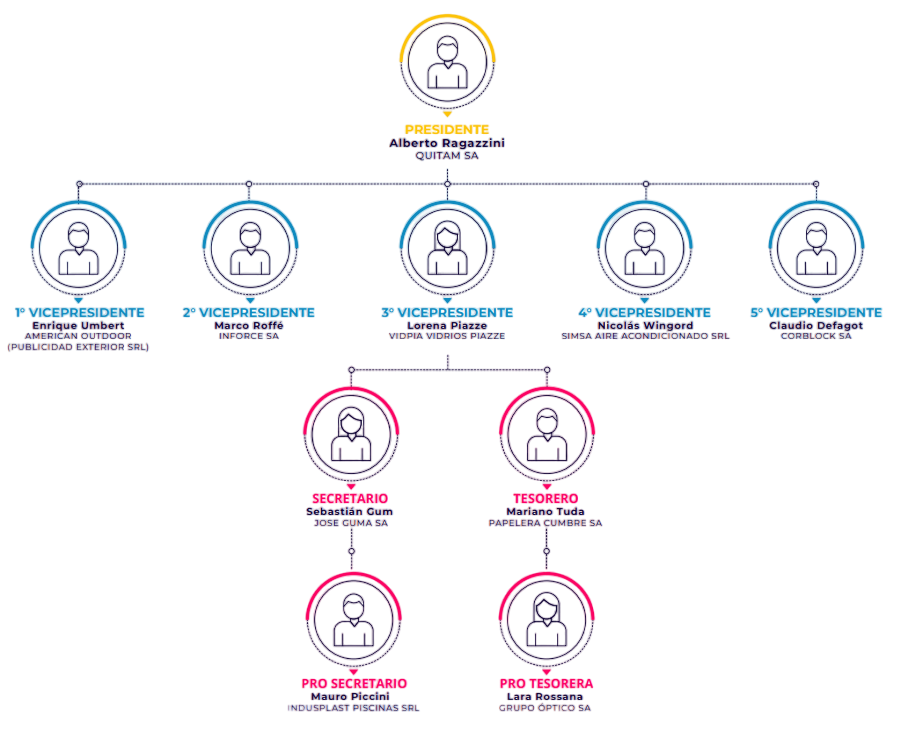 PRESIDENTE
Alberto Ragazzini
QUITAM SA
1° VICEPRESIDENTE
Enrique Umbert
AMERICAN OUTDOOR
(PUBLICIDAD EXTERIOR SRL)
2° VICEPRESIDENTE
Marco Roffé
INFORCE SA
3° VICEPRESIDENTE
Lorena Piazze
VIDPIA VIDRIOS PIAZZE
4° VICEPRESIDENTE
Nicolás Wingord
SIMSA AIRE ACONDICIONADO SRL
5° VICEPRESIDENTE
Claudio Defagot
CORBLOCK SA
SECRETARIO
Sebastián Gum
JOSE GUMA SA
TESORERO
Mariano Tuda
PAPELERA CUMBRE SA
PRO SECRETARIO
Mauro Piccini
INDUSPLAST PISCINAS SRL
PRO TESORERA
Lara Rossana
GRUPO ÓPTICO SA